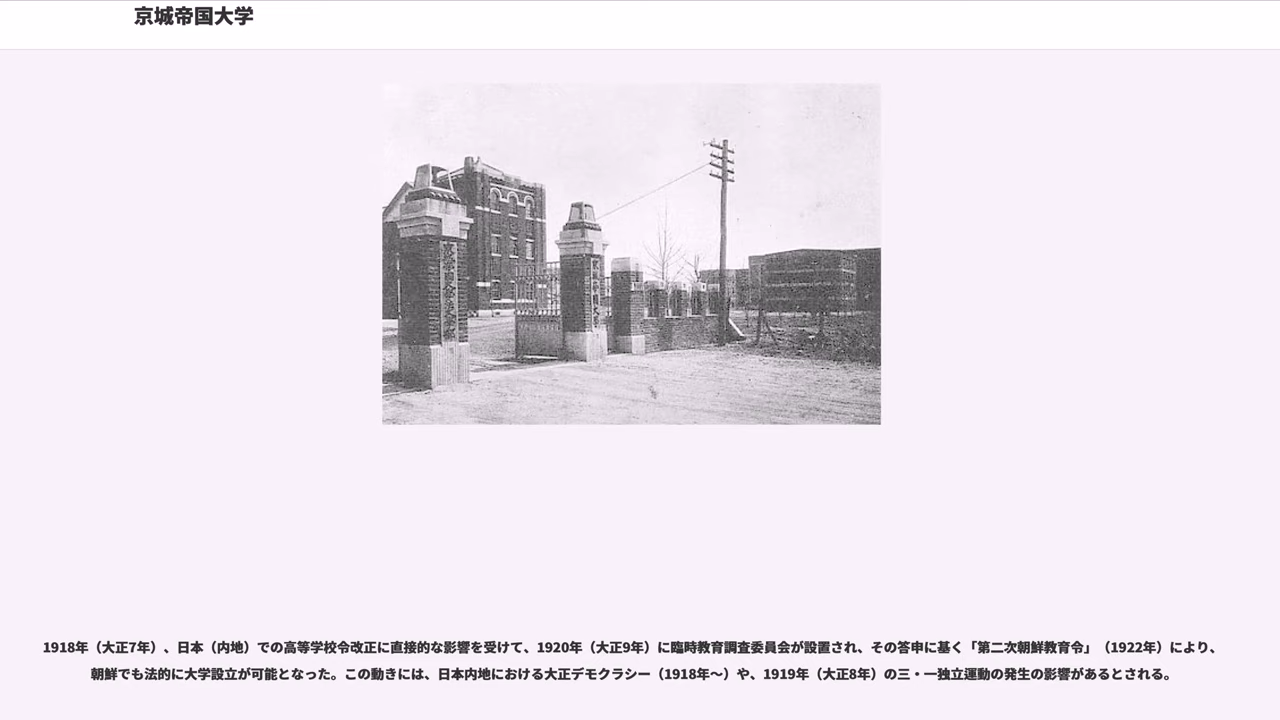 京城帝国大学
1918年（大正7年）、日本（内地）での高等学校令改正に直接的な影響を受けて、1920年（大正9年）に臨時教育調査委員会が設置され、その答申に基く「第二次朝鮮教育令」（1922年）により、
朝鮮でも法的に大学設立が可能となった。この動きには、日本内地における大正デモクラシー（1918年～）や、1919年（大正8年）の三・一独立運動の発生の影響があるとされる。